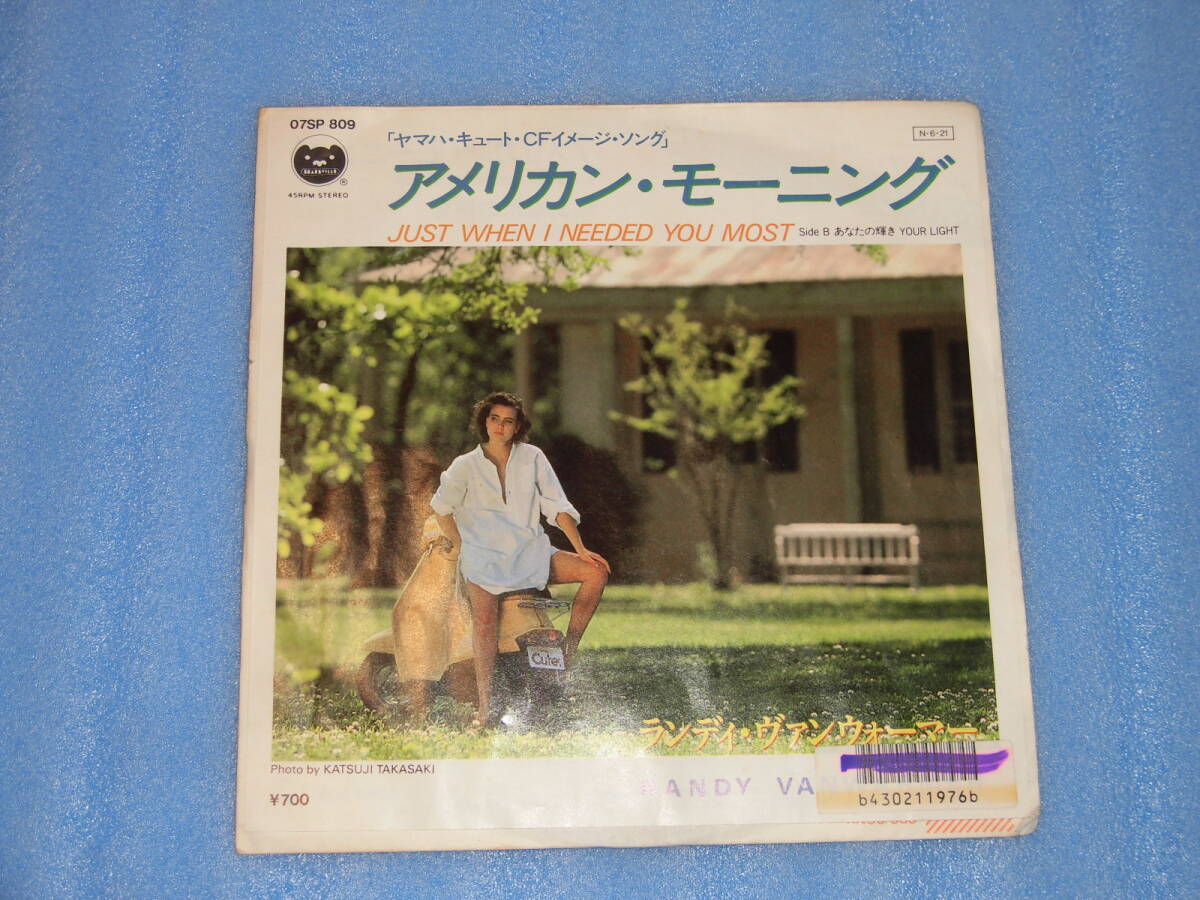 07SP 809
BEARSVILLE
®
45RPM STEREO
「ヤマハ・キュート・CFイメージ・ソング」
N・6・21
アメリカン・モーニング
JUST WHEN I NEEDED YOU MOST Side B あなたの輝き YOUR LIGHT
Cute
ランディ・ヴァンウォーマー
Photo by KATSUJI TAKASAKI
¥700
RANDY VAN
b430211976b